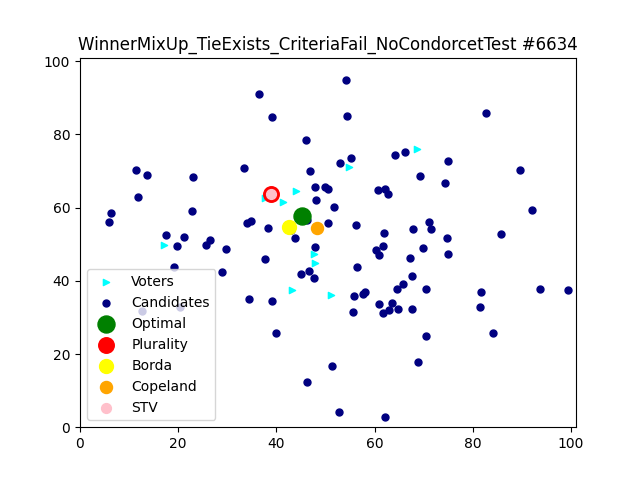 WinnerMixUp_TieExists_CriteriaFail_NoCondorcetTest #6634
100
80
60
40
20
0
Voters
Candidates
Optimal
Plurality
Borda
Copeland
STV
0 20 40 60 80 100